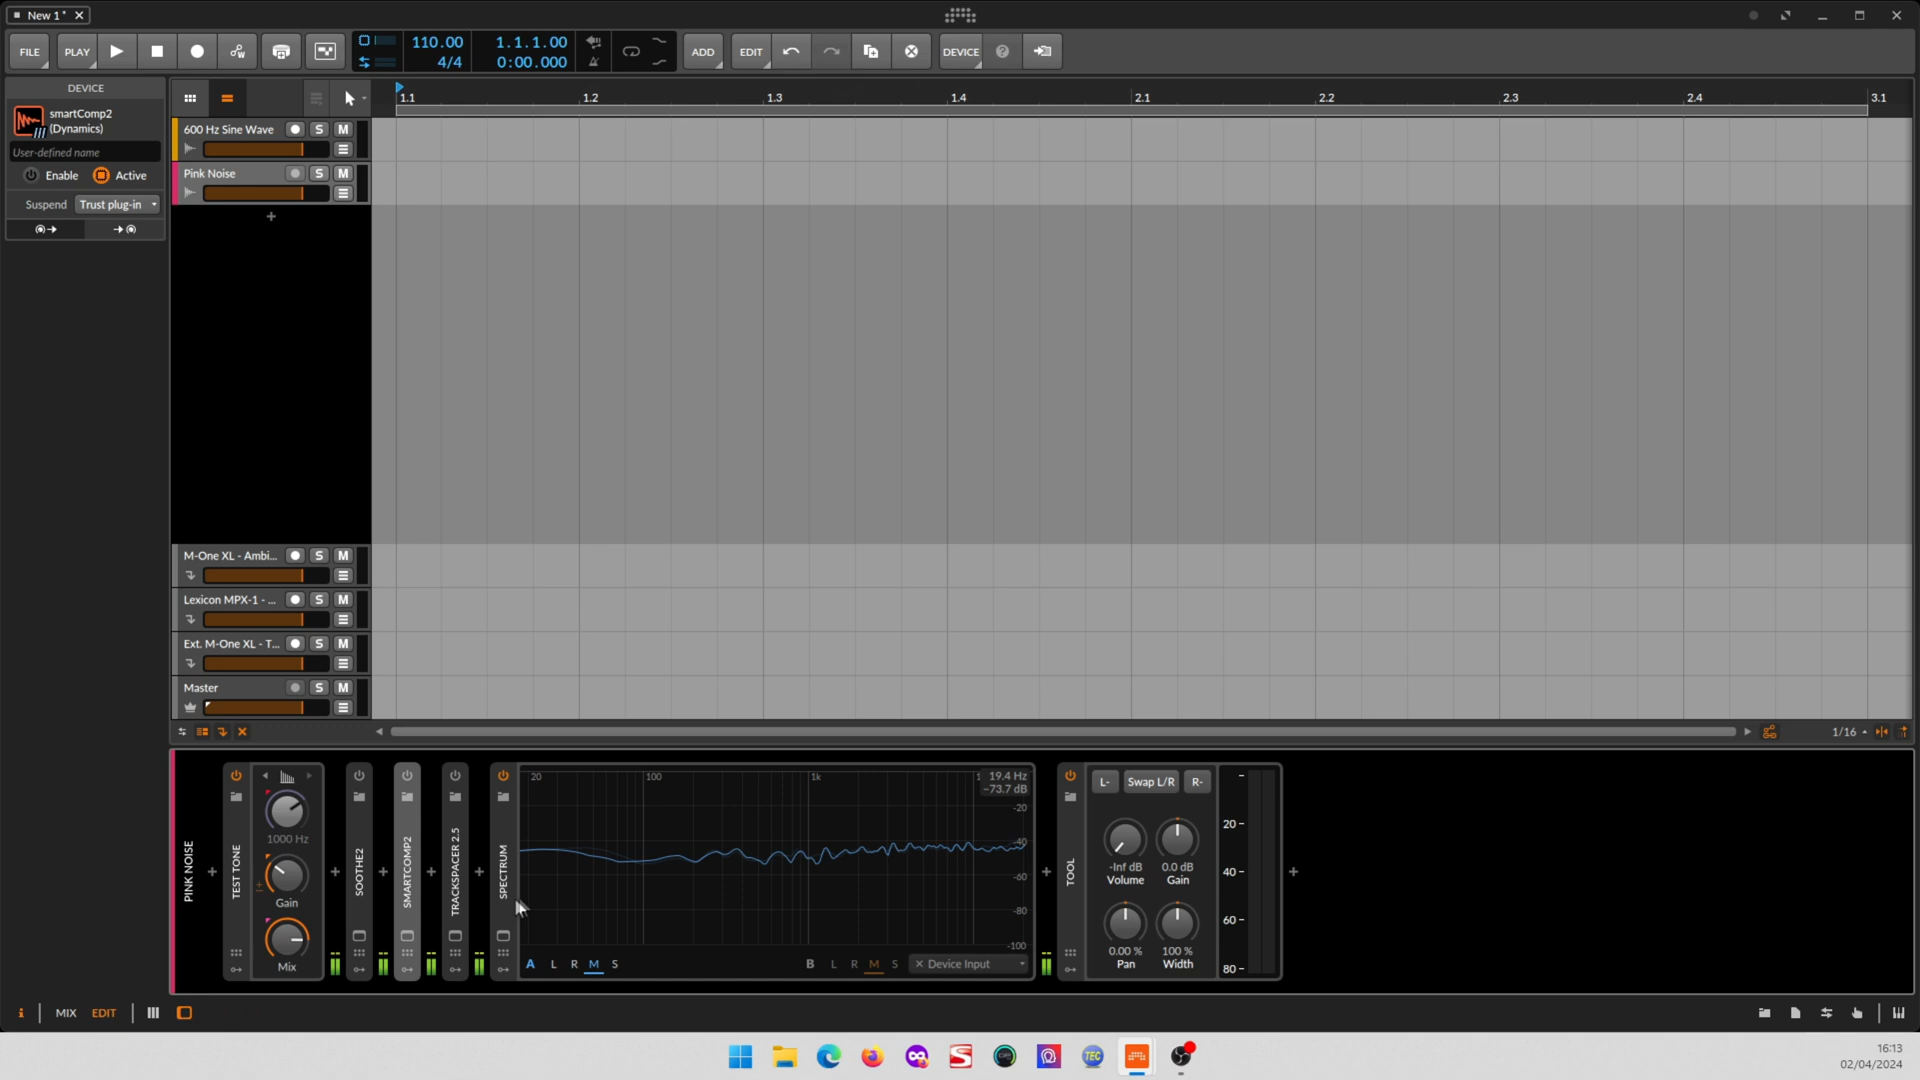 New 1*
FILE PLAY 110.00 4/4 1.1.1.00 0:00.000 ADD EDIT DEVICE
DEVICE
smartComp2
(Dynamics)
User-defined name
Enable Active
Suspend Trust plug-in
1.1 1.2 1.3 1.4 2.1 2.2 2.3 2.4 3.1
600 Hz Sine Wave S M
Pink Noise S M
+
M-One XL - Ambi... S M
Lexicon MPX-1 - ... S M
Ext. M-One XL - T... S M
Master S M
1/16
PINK NOISE
TEST TONE
1000 Hz
Gain
Mix
SOOTHE2
SMARTCOMP2
TRACKSPACER 2.5
SPECTRUM
20 100 1k
19.4 Hz
-73.7 dB
-20
-40
-60
-80
-100
A L R M S B L R M S × Device Input
TOOL
L- Swap L/R R-
-Inf dB 0.0 dB
Volume Gain
0.00 % 100 %
Pan Width
20 -
40 -
60 -
80 -
i MIX EDIT
TEC
16:13
02/04/2024